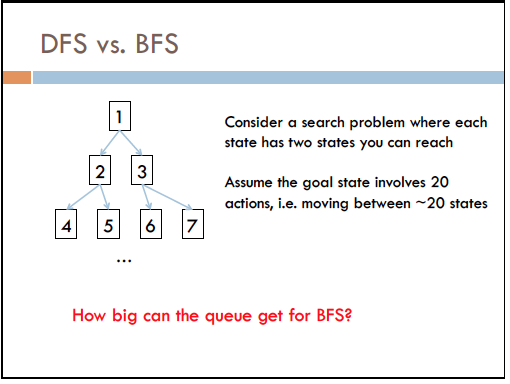 DFS vs. BFS
1
Consider a search problem where each
state has two states you can reach
2 3
Assume the goal state involves 20
actions, i.e. moving between ~20 states
4 5 6 7
...
How big can the queue get for BFS?